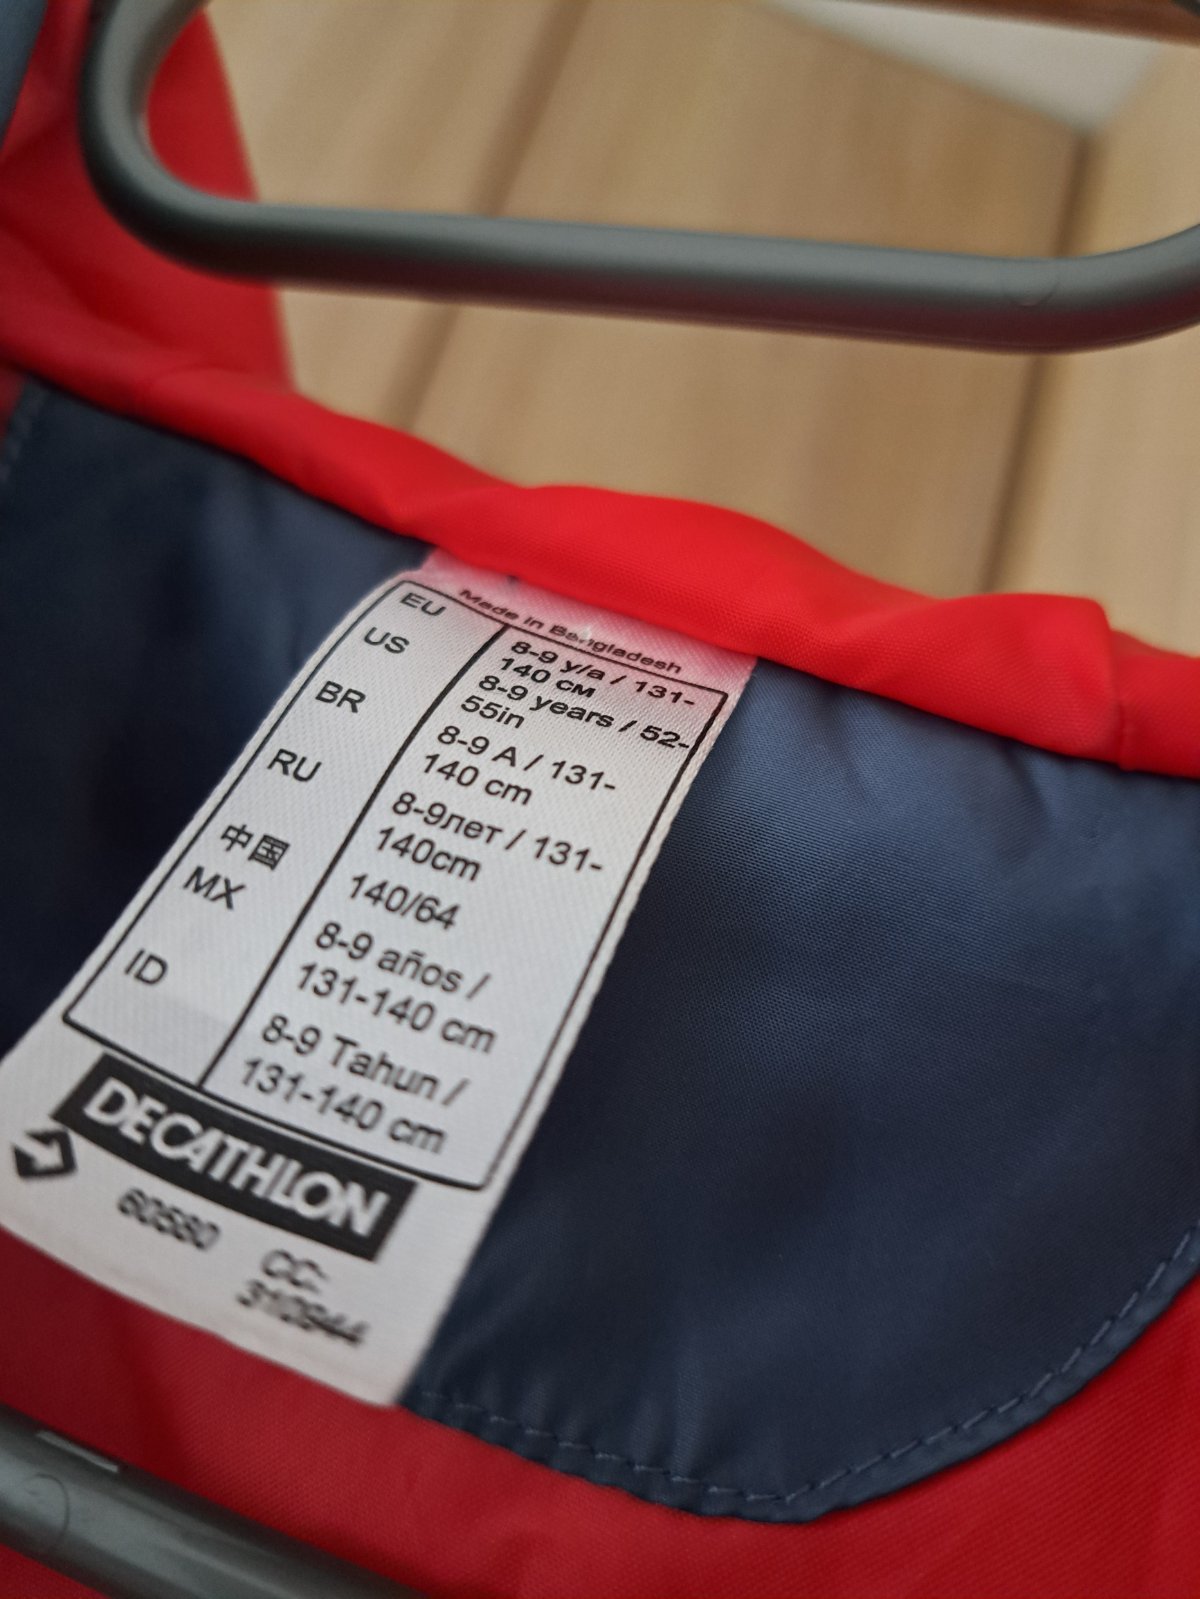 Made in Bangladesh
EU 8-9 y/a / 131-
140 см
US 8-9 years / 52-
55in
BR 8-9 A / 131-
140 cm
RU 8-9лет / 131-
140cm
中国 140/64
MX 8-9 años /
131-140 cm
ID 8-9 Tahun /
131-140 cm
DECATHLON
60580 CC-
310944